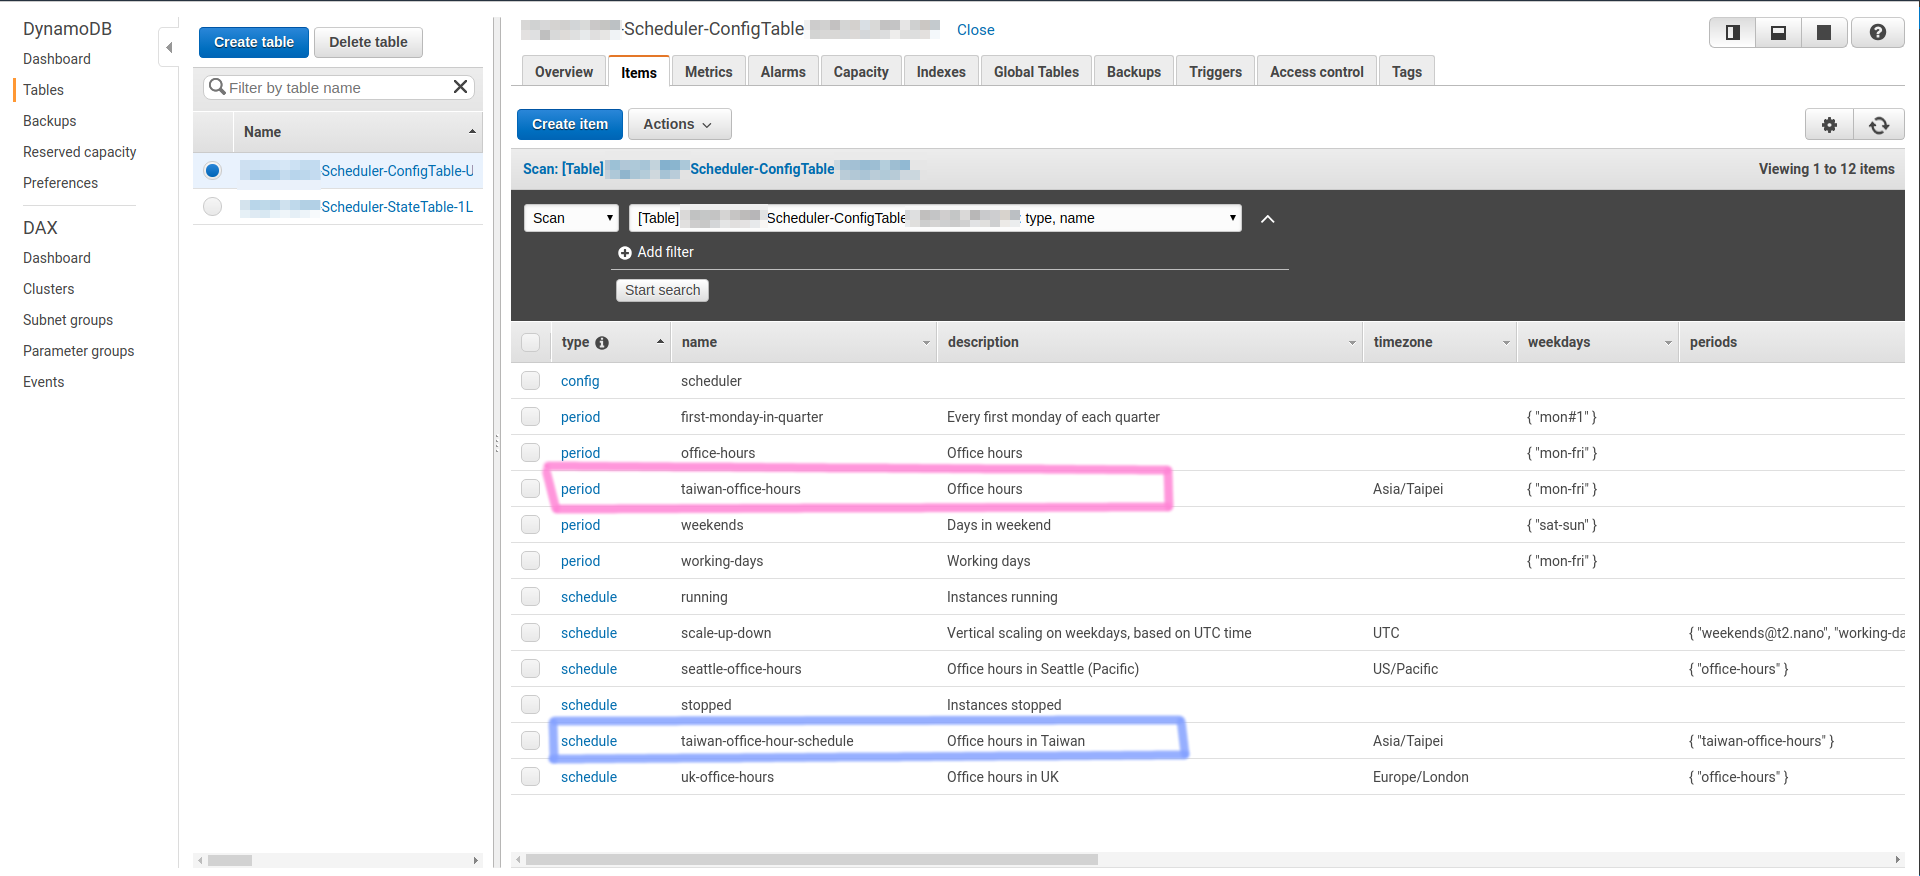 DynamoDB
Dashboard
Tables
Backups
Reserved capacity
Preferences
DAX
Dashboard
Clusters
Subnet groups
Parameter groups
Events
Create table
Delete table
Filter by table name
Name
Scheduler-ConfigTable-U
Scheduler-StateTable-1L
Scheduler-ConfigTable
Close
Overview
Items
Metrics
Alarms
Capacity
Indexes
Global Tables
Backups
Triggers
Access control
Tags
Create item
Actions
Scan: [Table] Scheduler-ConfigTable
Viewing 1 to 12 items
Scan
[Table] Scheduler-ConfigTable : type, name
Add filter
Start search
type name description timezone weekdays periods
config scheduler
period first-monday-in-quarter Every first monday of each quarter { "mon#1" }
period office-hours Office hours { "mon-fri" }
period taiwan-office-hours Office hours Asia/Taipei { "mon-fri" }
period weekends Days in weekend { "sat-sun" }
period working-days Working days { "mon-fri" }
schedule running Instances running
schedule scale-up-down Vertical scaling on weekdays, based on UTC time UTC { "weekends@t2.nano", "working-da
schedule seattle-office-hours Office hours in Seattle (Pacific) US/Pacific { "office-hours" }
schedule stopped Instances stopped
schedule taiwan-office-hour-schedule Office hours in Taiwan Asia/Taipei { "taiwan-office-hours" }
schedule uk-office-hours Office hours in UK Europe/London { "office-hours" }